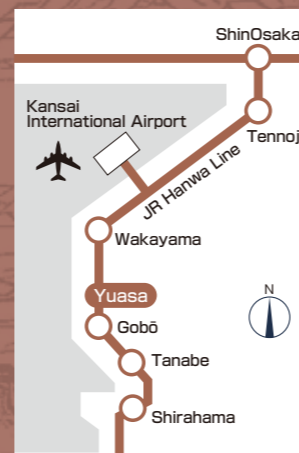 ShinOsaka
Kansai
International Airport
Tennoj
JR Hanwa Line
Wakayama
Yuasa
N
Gobō
Tanabe
Shirahama